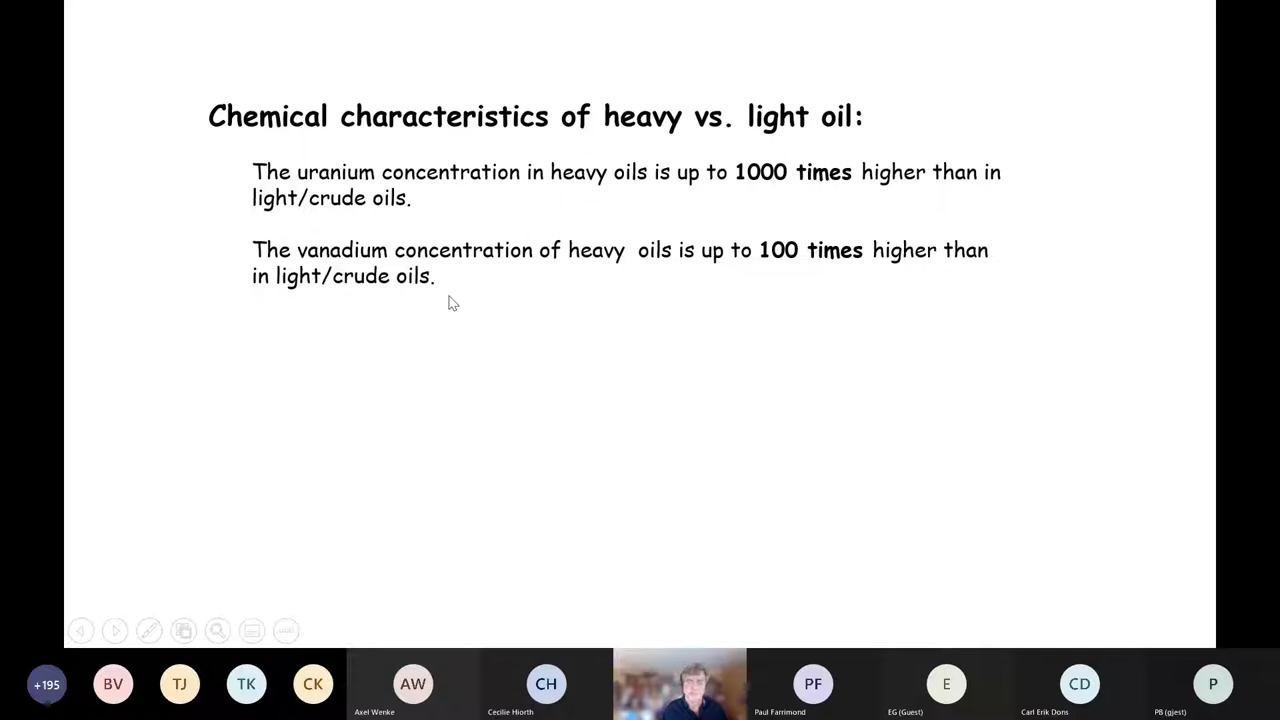 Chemical characteristics of heavy vs. light oil:
The uranium concentration in heavy oils is up to 1000 times higher than in
light/crude oils.
The vanadium concentration of heavy oils is up to 100 times higher than
in light/crude oils.
+195
BV
TJ
TK
CK
AW
CH
PF
E
CD
P
Axel Wenke
Cecilie Hiorth
Paul Farrimond
EG (Guest)
Carl Erik Dons
PB (gjest)